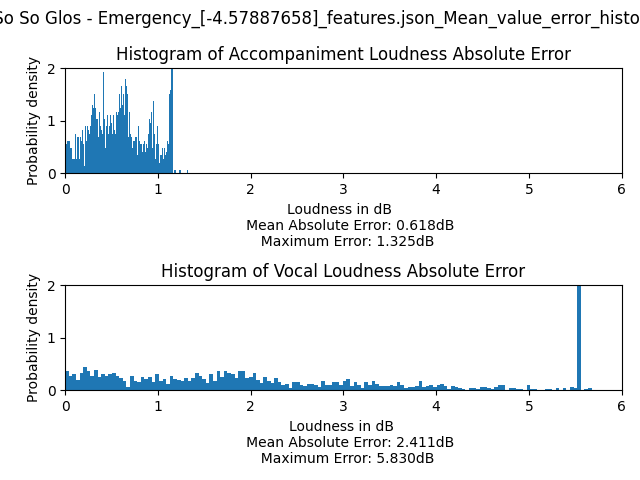 So So Glos - Emergency_[-4.57887658]_features.json_Mean_value_error_histo
Histogram of Accompaniment Loudness Absolute Error
Probability density
2
1
0
0 1 2 3 4 5 6
Loudness in dB
Mean Absolute Error: 0.618dB
Maximum Error: 1.325dB
Histogram of Vocal Loudness Absolute Error
Probability density
2
1
0
0 1 2 3 4 5 6
Loudness in dB
Mean Absolute Error: 2.411dB
Maximum Error: 5.830dB